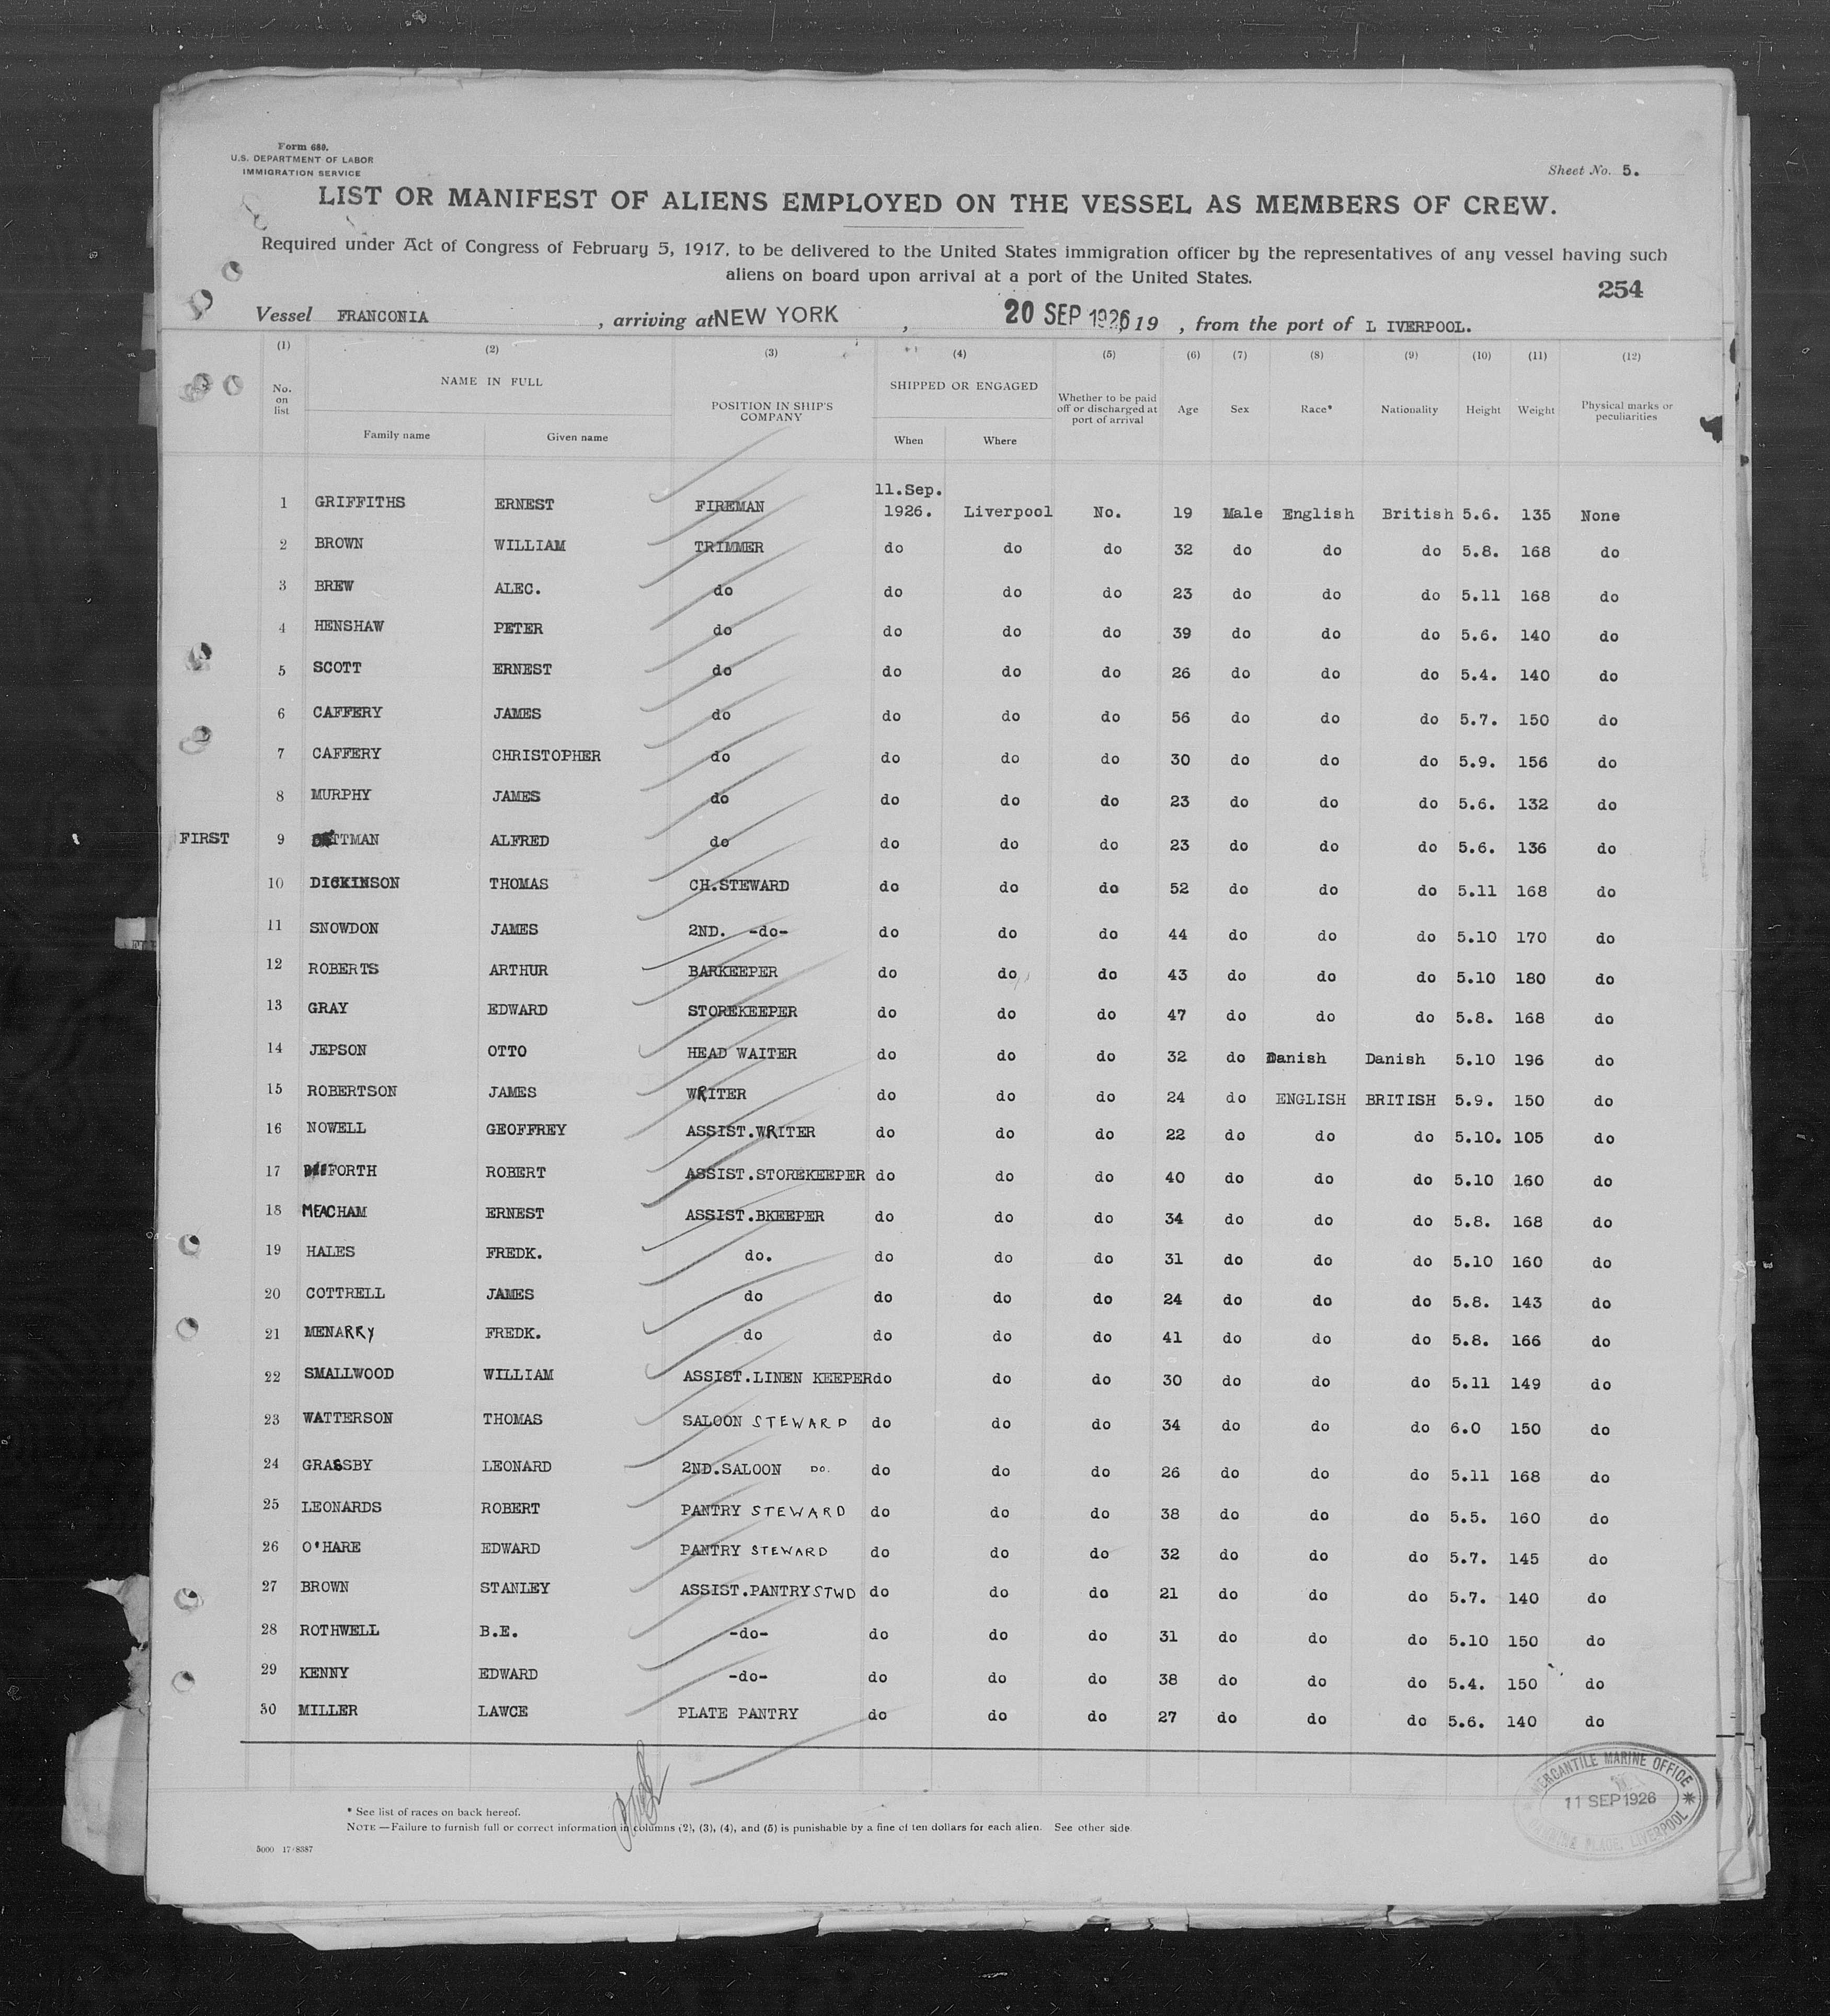 Form 680.
U.S. DEPARTMENT OF LABOR
IMMIGRATION SERVICE
Sheet No. 5.
LIST OR MANIFEST OF ALIENS EMPLOYED ON THE VESSEL AS MEMBERS OF CREW.
Required under Act of Congress of February 5, 1917, to be delivered to the United States immigration officer by the representatives of any vessel having such
aliens on board upon arrival at a port of the United States.
254
Vessel FRANCONIA , arriving at NEW YORK , 20 SEP 1926, 19 , from the port of L IVERPOOL.
(1) (2) (3) (4) (5) (6) (7) (8) (9) (10) (11) (12)
No. on list NAME IN FULL Family name Given name POSITION IN SHIP'S COMPANY SHIPPED OR ENGAGED When Where Whether to be paid off or discharged at port of arrival Age Sex Race* Nationality Height Weight Physical marks or peculiarities
1 GRIFFITHS ERNEST FIREMAN 11.Sep. 1926. Liverpool No. 19 Male English British 5.6. 135 None
2 BROWN WILLIAM TRIMMER do do do 32 do do do 5.8. 168 do
3 BREW ALEC. do do do do 23 do do do 5.11 168 do
4 HENSHAW PETER do do do do 39 do do do 5.6. 140 do
5 SCOTT ERNEST do do do do 26 do do do 5.4. 140 do
6 CAFFERY JAMES do do do do 56 do do do 5.7. 150 do
7 CAFFERY CHRISTOPHER do do do do 30 do do do 5.9. 156 do
8 MURPHY JAMES do do do do 23 do do do 5.6. 132 do
FIRST 9 TTMAN ALFRED do do do do 23 do do do 5.6. 136 do
10 DICKINSON THOMAS CH.STEWARD do do do 52 do do do 5.11 168 do
11 SNOWDON JAMES 2ND. -do- do do do 44 do do do 5.10 170 do
12 ROBERTS ARTHUR BARKEEPER do do do 43 do do do 5.10 180 do
13 GRAY EDWARD STOREKEEPER do do do 47 do do do 5.8. 168 do
14 JEPSON OTTO HEAD WAITER do do do 32 do Danish Danish 5.10 196 do
15 ROBERTSON JAMES WRITER do do do 24 do ENGLISH BRITISH 5.9. 150 do
16 NOWELL GEOFFREY ASSIST.WRITER do do do 22 do do do 5.10. 105 do
17 FORTH ROBERT ASSIST.STOREKEEPER do do do 40 do do do 5.10 160 do
18 MEACHAM ERNEST ASSIST.BKEEPER do do do 34 do do do 5.8. 168 do
19 HALES FREDK. do. do do do 31 do do do 5.10 160 do
20 COTTRELL JAMES do do do do 24 do do do 5.8. 143 do
21 MENARRY FREDK. do do do do 41 do do do 5.8. 166 do
22 SMALLWOOD WILLIAM ASSIST.LINEN KEEPER do do do 30 do do do 5.11 149 do
23 WATTERSON THOMAS SALOON STEWARD do do do 34 do do do 6.0 150 do
24 GRASSBY LEONARD 2ND.SALOON DO. do do do 26 do do do 5.11 168 do
25 LEONARDS ROBERT PANTRY STEWARD do do do 38 do do do 5.5. 160 do
26 O'HARE EDWARD PANTRY STEWARD do do do 32 do do do 5.7. 145 do
27 BROWN STANLEY ASSIST.PANTRY STWD do do do 21 do do do 5.7. 140 do
28 ROTHWELL B.E. -do- do do do 31 do do do 5.10 150 do
29 KENNY EDWARD -do- do do do 38 do do do 5.4. 150 do
30 MILLER LAWCE PLATE PANTRY do do do 27 do do do 5.6. 140 do
* See list of races on back hereof.
NOTE — Failure to furnish full or correct information in columns (2), (3), (4), and (5) is punishable by a fine of ten dollars for each alien. See other side.
MERCANTILE MARINE OFFICE
11 SEP 1926
PLACE, LIVERPOOL